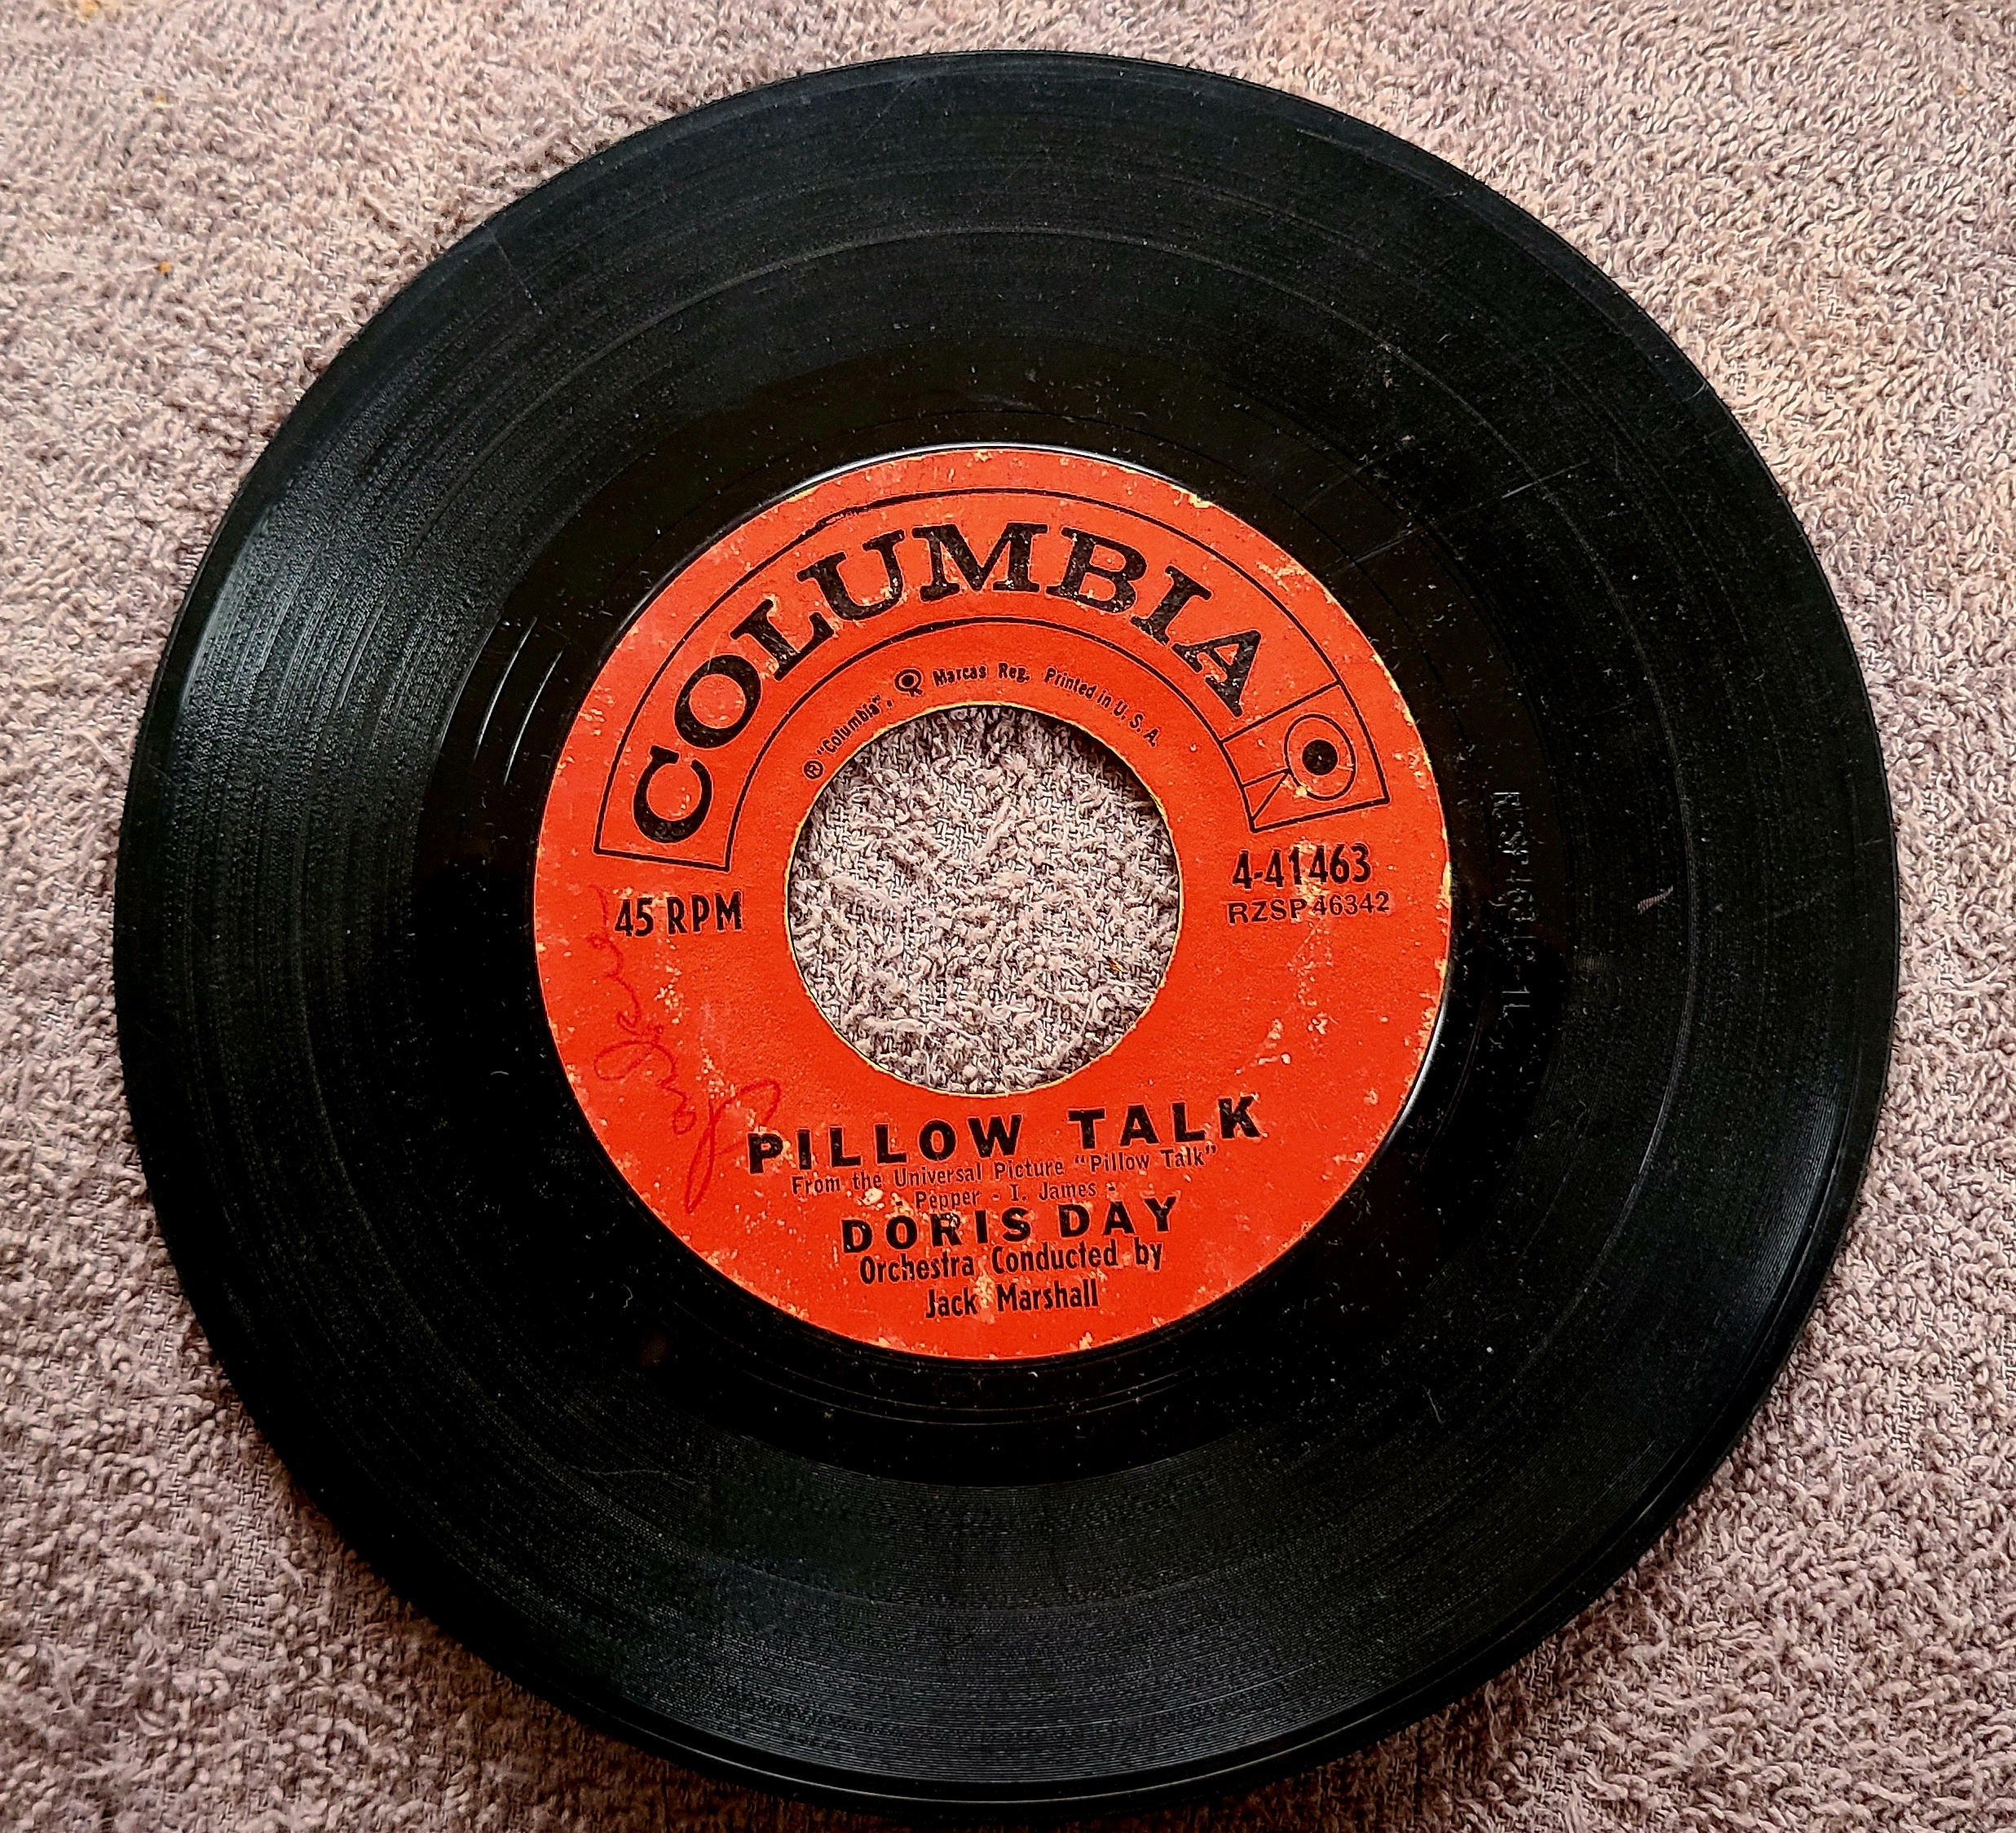 COLUMBIA
® "Columbia", Marcas Reg. Printed in U. S. A.
45 RPM
4-41463
RZSP 46342
PILLOW TALK
From the Universal Picture "Pillow Talk"
- Pepper - I. James -
DORIS DAY
Orchestra Conducted by
Jack Marshall